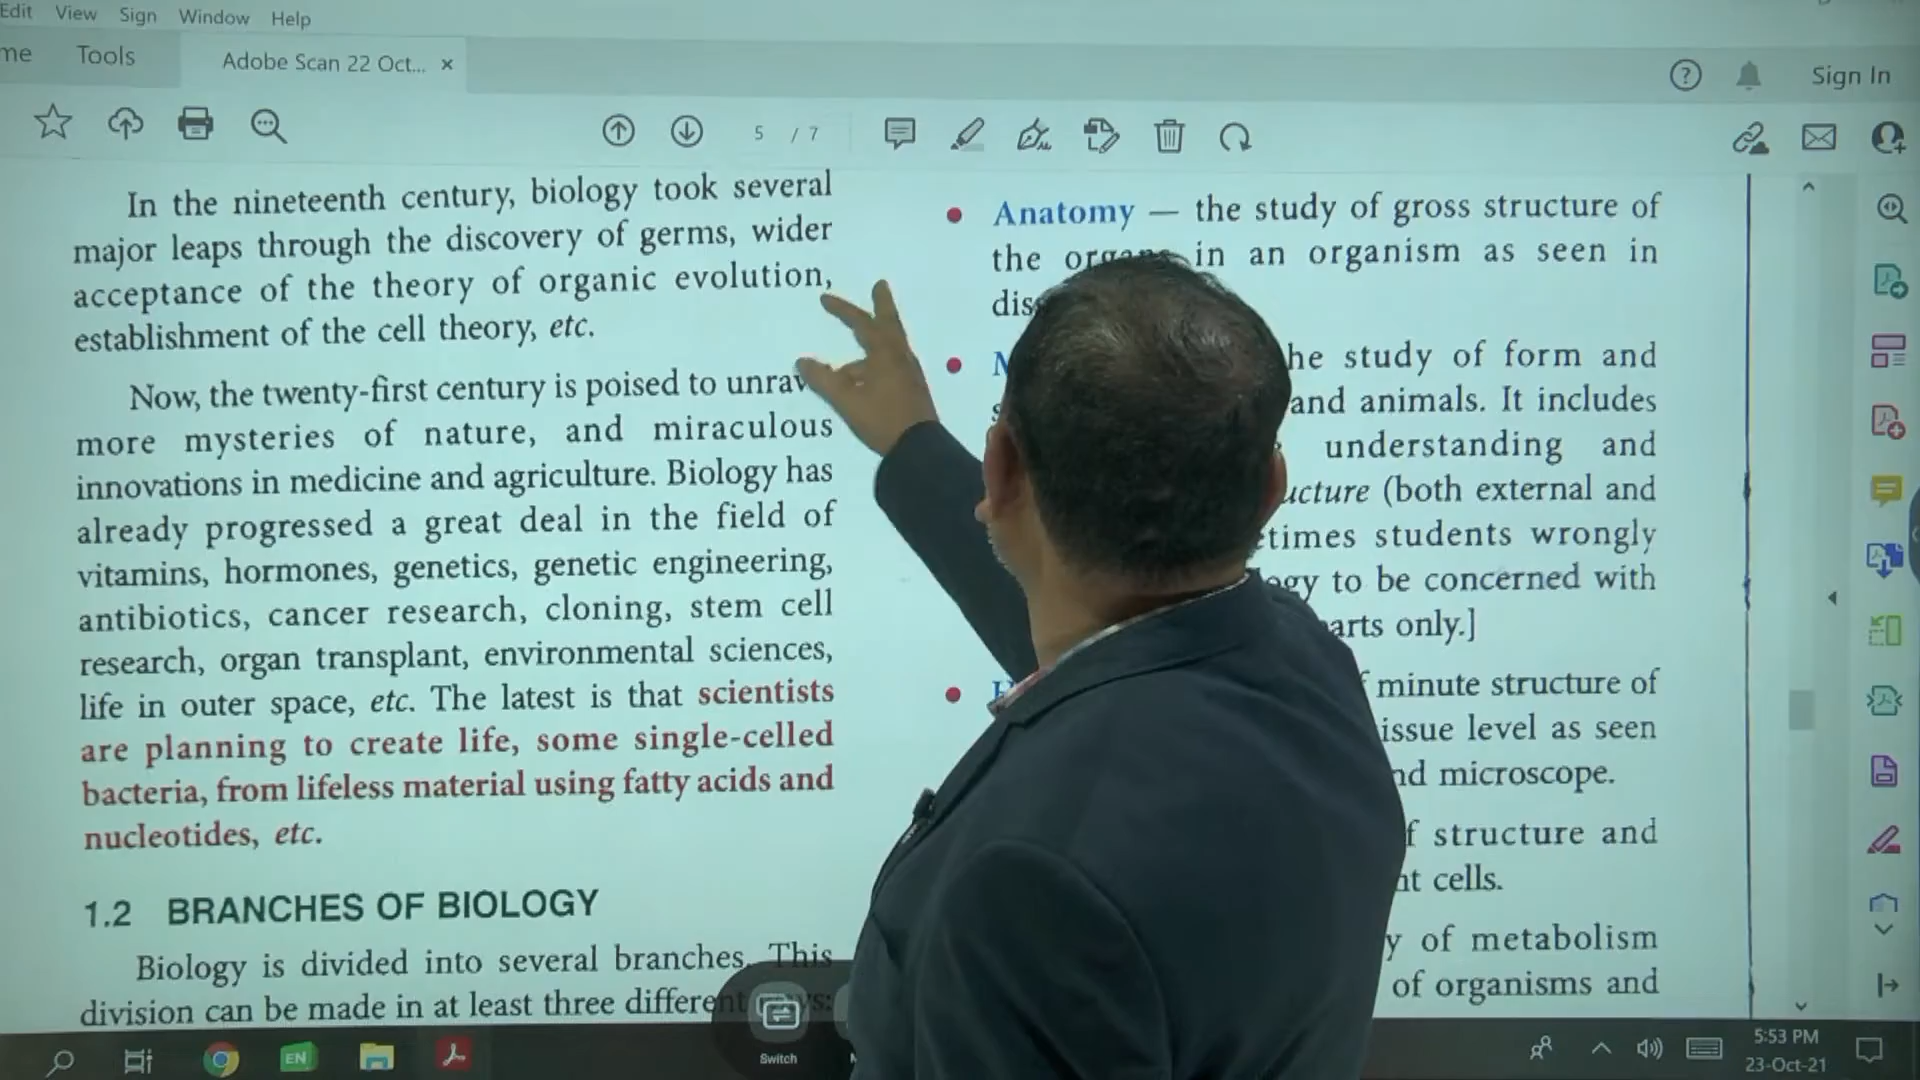 Edit View Sign Window Help
me Tools Adobe Scan 22 Oct... ×
Sign In
5 / 7
In the nineteenth century, biology took several
major leaps through the discovery of germs, wider
acceptance of the theory of organic evolution,
establishment of the cell theory, etc.
Now, the twenty-first century is poised to
more mysteries of nature, and miraculous
innovations in medicine and agriculture. Biology has
already progressed a great deal in the field of
vitamins, hormones, genetics, genetic engineering,
antibiotics, cancer research, cloning, stem cell
research, organ transplant, environmental sciences,
life in outer space, etc. The latest is that scientists
are planning to create life, some single-celled
bacteria, from lifeless material using fatty acids and
nucleotides, etc.
1.2 BRANCHES OF BIOLOGY
Biology is divided into several branches. This
division can be made in at least three different
• Anatomy — the study of gross structure of
the organs in an organism as seen in
he study of form and
and animals. It includes
understanding and
ucture (both external and
times students wrongly
ogy to be concerned with
arts only.]
minute structure of
issue level as seen
nd microscope.
f structure and
nt cells.
y of metabolism
of organisms and
Switch
EN
5:53 PM
23-Oct-21